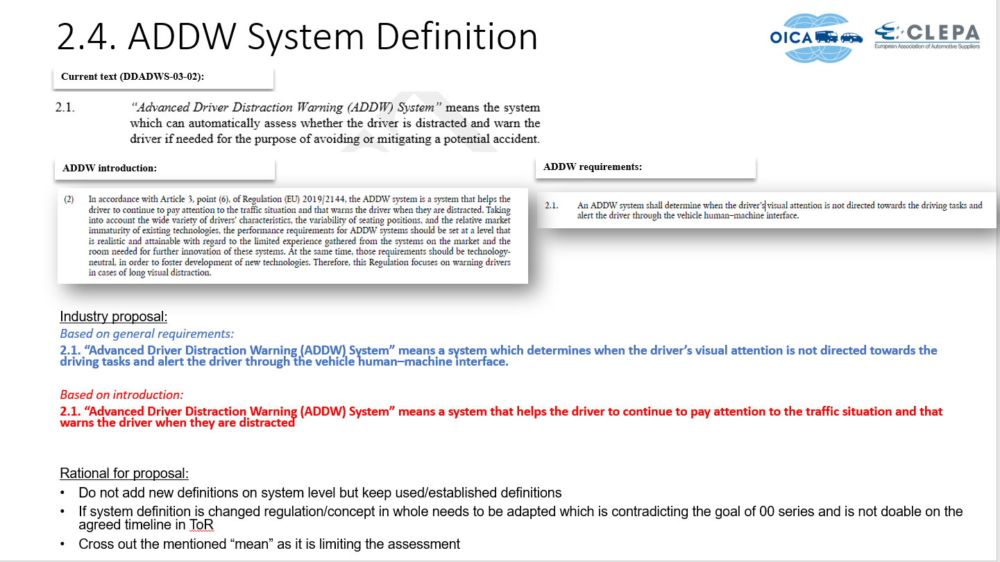 2.4. ADDW System Definition
OICA
CLEPA
European Association of Automotive Suppliers
Current text (DDADWS-03-02):
2.1. “Advanced Driver Distraction Warning (ADDW) System” means the system
which can automatically assess whether the driver is distracted and warn the
driver if needed for the purpose of avoiding or mitigating a potential accident.
ADDW introduction:
(2) In accordance with Article 3, point (6), of Regulation (EU) 2019/2144, the ADDW system is a system that helps the
driver to continue to pay attention to the traffic situation and that warns the driver when they are distracted. Taking
into account the wide variety of drivers’ characteristics, the variability of seating positions, and the relative market
immaturity of existing technologies, the performance requirements for ADDW systems should be set at a level that
is realistic and attainable with regard to the limited experience gathered from the systems on the market and the
room needed for further innovation of these systems. At the same time, those requirements should be technology-
neutral, in order to foster development of new technologies. Therefore, this Regulation focuses on warning drivers
in cases of long visual distraction.
ADDW requirements:
2.1. An ADDW system shall determine when the driver’s visual attention is not directed towards the driving tasks and
alert the driver through the vehicle human–machine interface.
Industry proposal:
Based on general requirements:
2.1. “Advanced Driver Distraction Warning (ADDW) System” means a system which determines when the driver’s visual attention is not directed towards the
driving tasks and alert the driver through the vehicle human–machine interface.
Based on introduction:
2.1. “Advanced Driver Distraction Warning (ADDW) System” means a system that helps the driver to continue to pay attention to the traffic situation and that
warns the driver when they are distracted
Rational for proposal:
• Do not add new definitions on system level but keep used/established definitions
• If system definition is changed regulation/concept in whole needs to be adapted which is contradicting the goal of 00 series and is not doable on the
agreed timeline in ToR
• Cross out the mentioned “mean” as it is limiting the assessment